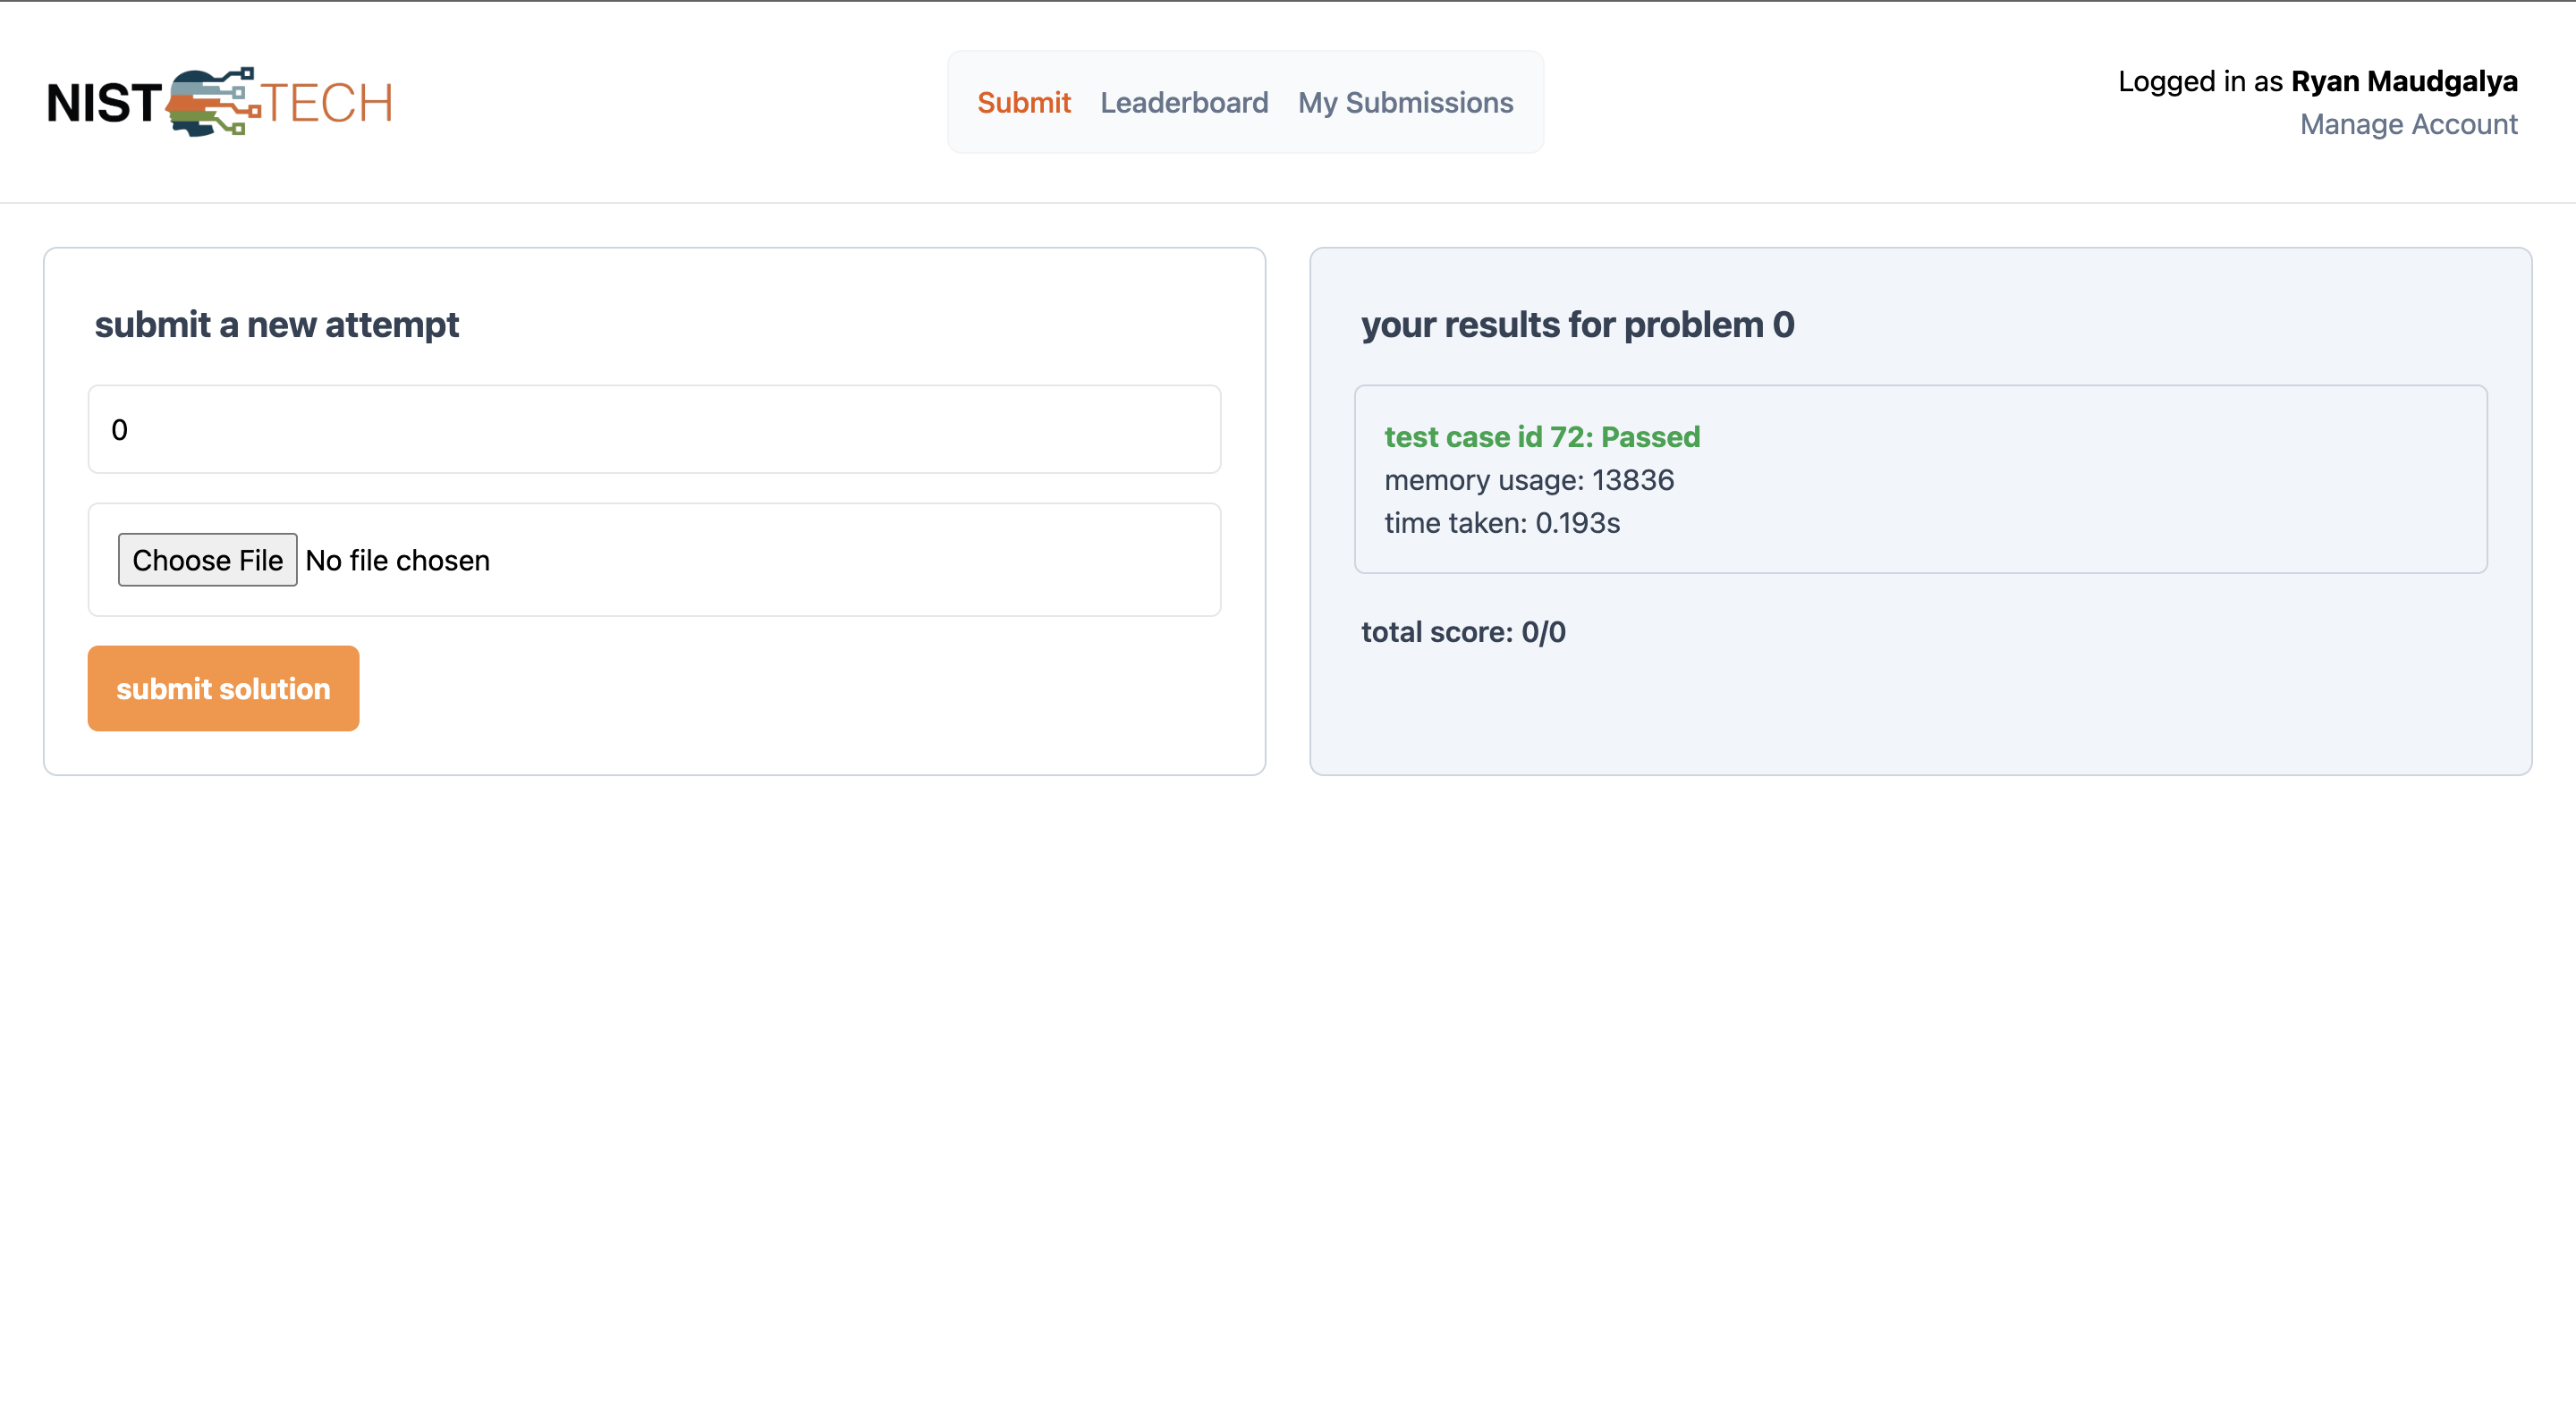 NIST TECH
Submit Leaderboard My Submissions
Logged in as Ryan Maudgalya
Manage Account
submit a new attempt
0
Choose File No file chosen
submit solution
your results for problem 0
test case id 72: Passed
memory usage: 13836
time taken: 0.193s
total score: 0/0